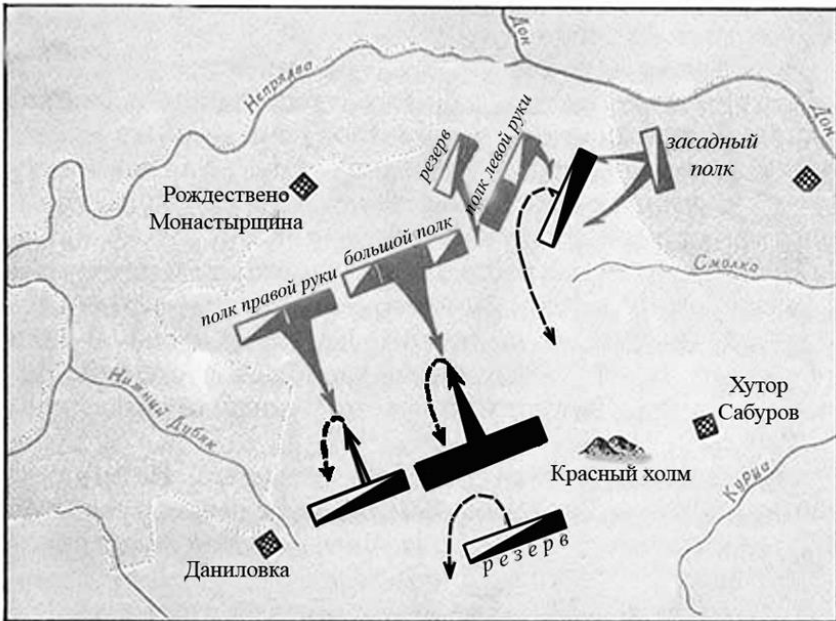 Дон
Непрядва
Дон
резерв
полк левой руки
засадный
полк
Рождествено
Монастырщина
большой полк
Смолка
полк правой руки
Нижний Дубяк
Хутор
Сабуров
Красный холм
Курца
Даниловка
резерв